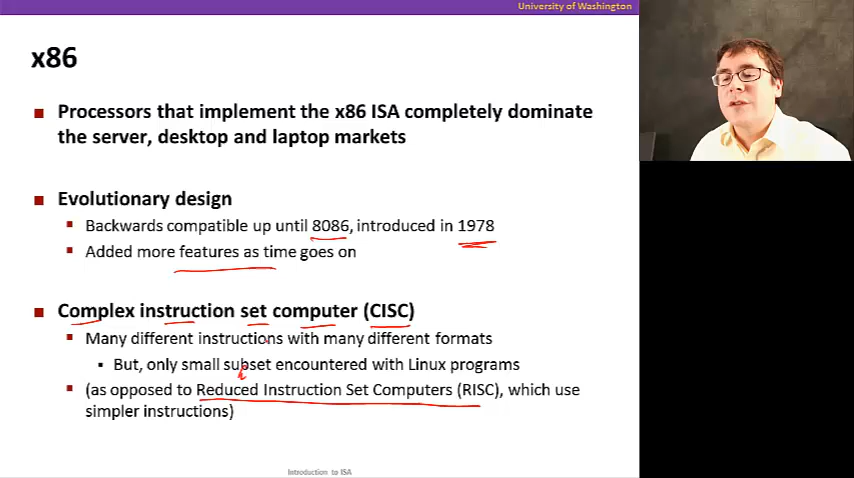 University of Washington
x86
Processors that implement the x86 ISA completely dominate
the server, desktop and laptop markets
Evolutionary design
Backwards compatible up until 8086, introduced in 1978
Added more features as time goes on
Complex instruction set computer (CISC)
Many different instructions with many different formats
But, only small subset encountered with Linux programs
(as opposed to Reduced Instruction Set Computers (RISC), which use
simpler instructions)
Introduction to ISA